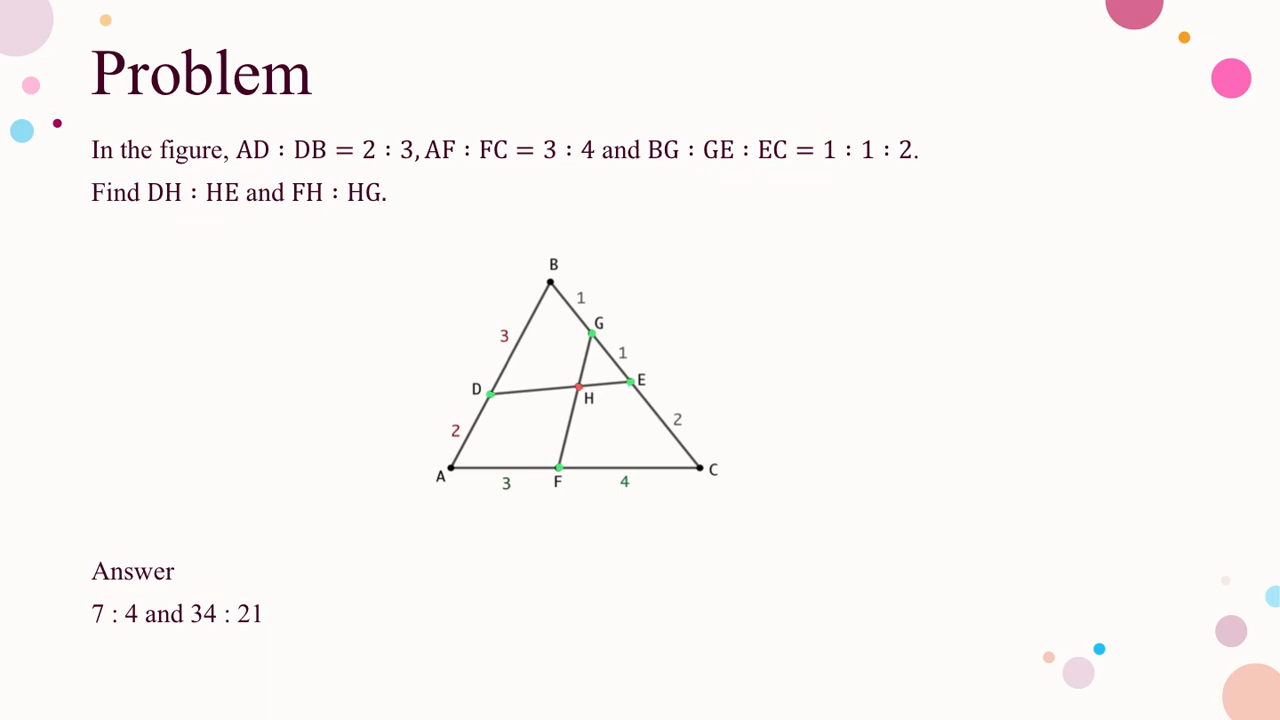 Problem
In the figure, AD : DB = 2 : 3, AF : FC = 3 : 4 and BG : GE : EC = 1 : 1 : 2.
Find DH : HE and FH : HG.
B
1
G
3
1
E
D
H
2
2
A
F
C
3
4
Answer
7 : 4 and 34 : 21